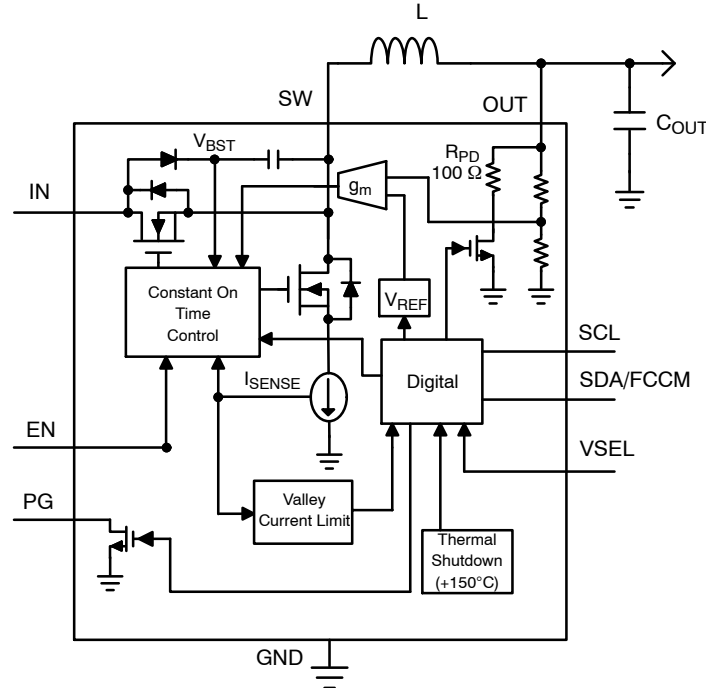 L
SW
OUT
VBST
COUT
RPD
100 Ω
gm
IN
Constant On
Time
Control
VREF
SCL
ISENSE
Digital
SDA/FCCM
EN
VSEL
PG
Valley
Current Limit
Thermal
Shutdown
(+150°C)
GND